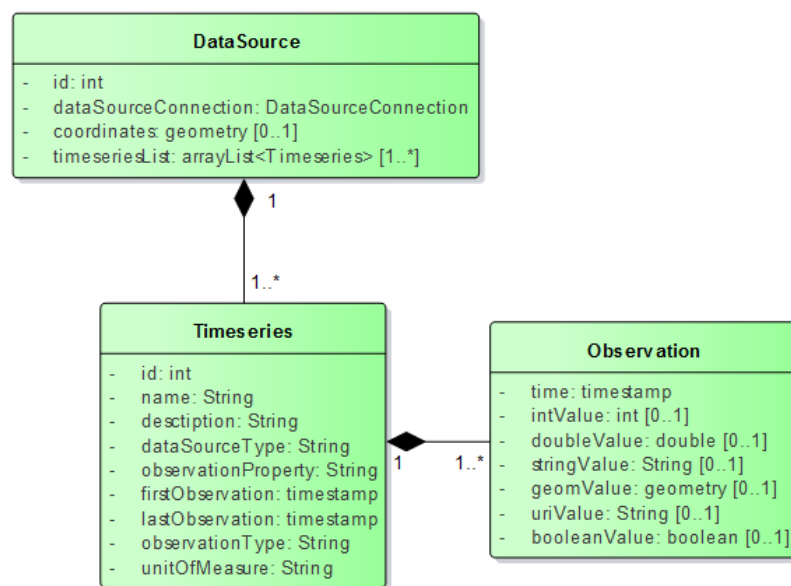 DataSource
- id: int
- dataSourceConnection: DataSourceConnection
- coordinates: geometry [0..1]
- timeseriesList: arrayList<Timeseries> [1..*]
1
1..*
Timeseries
- id: int
- name: String
- desctiption: String
- dataSourceType: String
- observationProperty: String
- firstObservation: timestamp
- lastObservation: timestamp
- observationType: String
- unitOfMeasure: String
1
1..*
Observation
- time: timestamp
- intValue: int [0..1]
- doubleValue: double [0..1]
- stringValue: String [0..1]
- geomValue: geometry [0..1]
- uriValue: String [0..1]
- booleanValue: boolean [0..1]